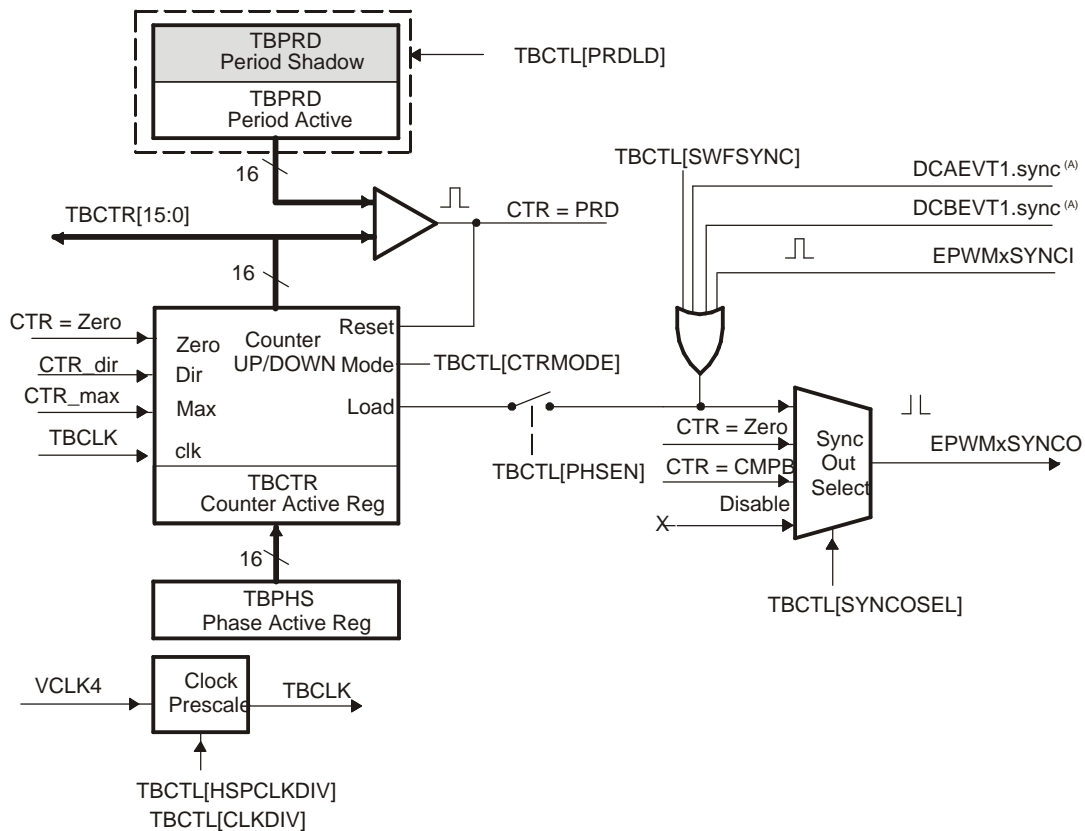 TBPRD
Period Shadow
TBCTL[PRDLD]
TBPRD
Period Active
16
TBCTL[SWFSYNC]
DCAEVT1.sync (A)
DCBEVT1.sync (A)
EPWMxSYNCI
TBCTR[15:0]
CTR = PRD
16
CTR = Zero
CTR_dir
CTR_max
TBCLK
Zero
Dir
Max
clk
Counter
UP/DOWN
Reset
Mode
Load
TBCTL[CTRMODE]
TBCTR
Counter Active Reg
TBCTL[PHSEN]
CTR = Zero
CTR = CMPB
Disable
X
Sync
Out
Select
EPWMxSYNCO
TBCTL[SYNCOSEL]
16
TBPHS
Phase Active Reg
VCLK4
Clock
Prescale
TBCLK
TBCTL[HSPCLKDIV]
TBCTL[CLKDIV]